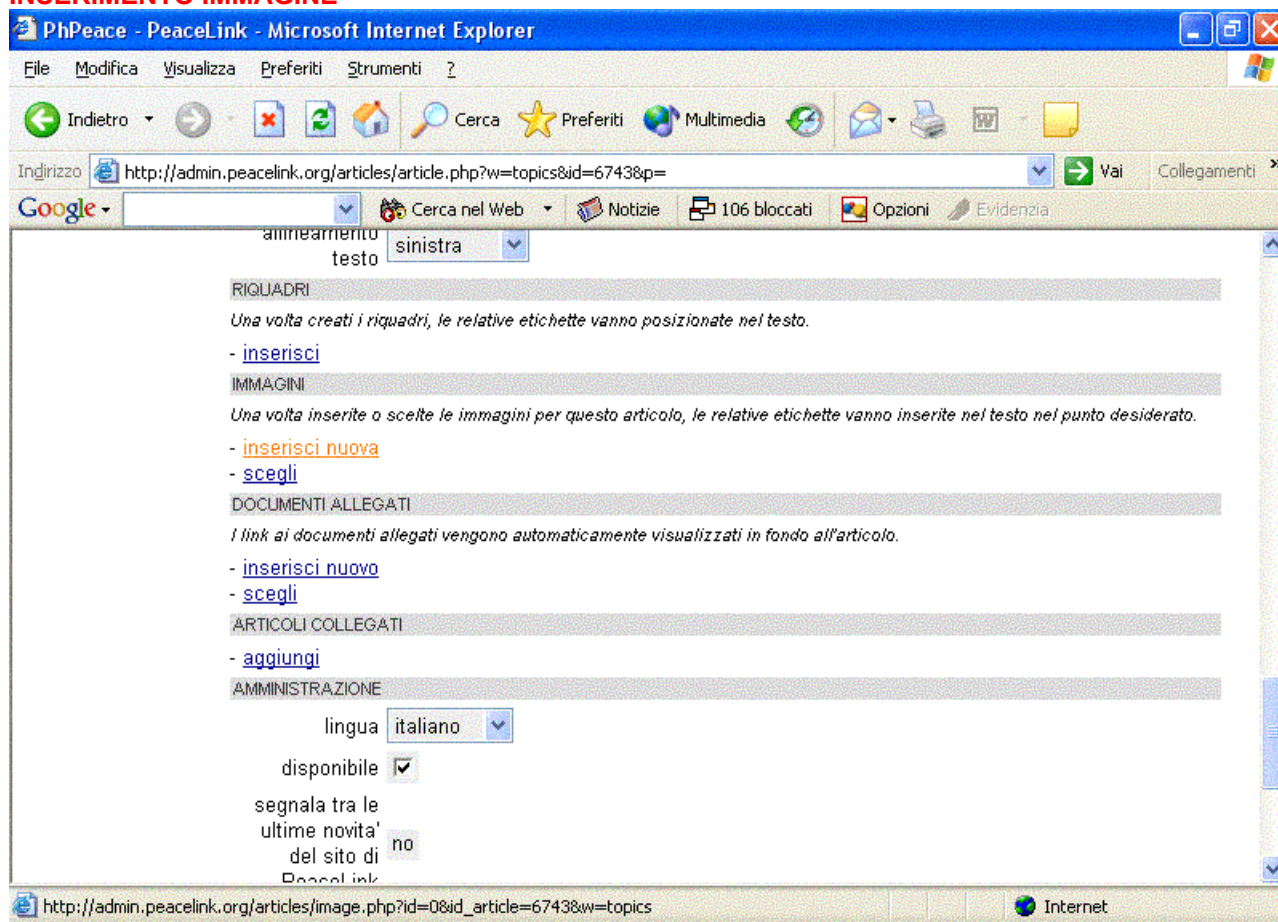 INSERIMENTO IMMAGINE
PhPeace - PeaceLink - Microsoft Internet Explorer
File Modifica Visualizza Preferiti Strumenti ?
Indietro Cerca Preferiti Multimedia
Indirizzo http://admin.peacelink.org/articles/article.php?w=topics&id=6743&p= Vai Collegamenti »
Google Cerca nel Web Notizie 106 bloccati Opzioni Evidenzia
allineamento
testo sinistra
RIQUADRI
Una volta creati i riquadri, le relative etichette vanno posizionate nel testo.
- inserisci
IMMAGINI
Una volta inserite o scelte le immagini per questo articolo, le relative etichette vanno inserite nel testo nel punto desiderato.
- inserisci nuova
- scegli
DOCUMENTI ALLEGATI
I link ai documenti allegati vengono automaticamente visualizzati in fondo all'articolo.
- inserisci nuovo
- scegli
ARTICOLI COLLEGATI
- aggiungi
AMMINISTRAZIONE
lingua italiano
disponibile
segnala tra le
ultime novita'
del sito di no
PeaceLink
http://admin.peacelink.org/articles/image.php?id=0&id_article=6743&w=topics Internet